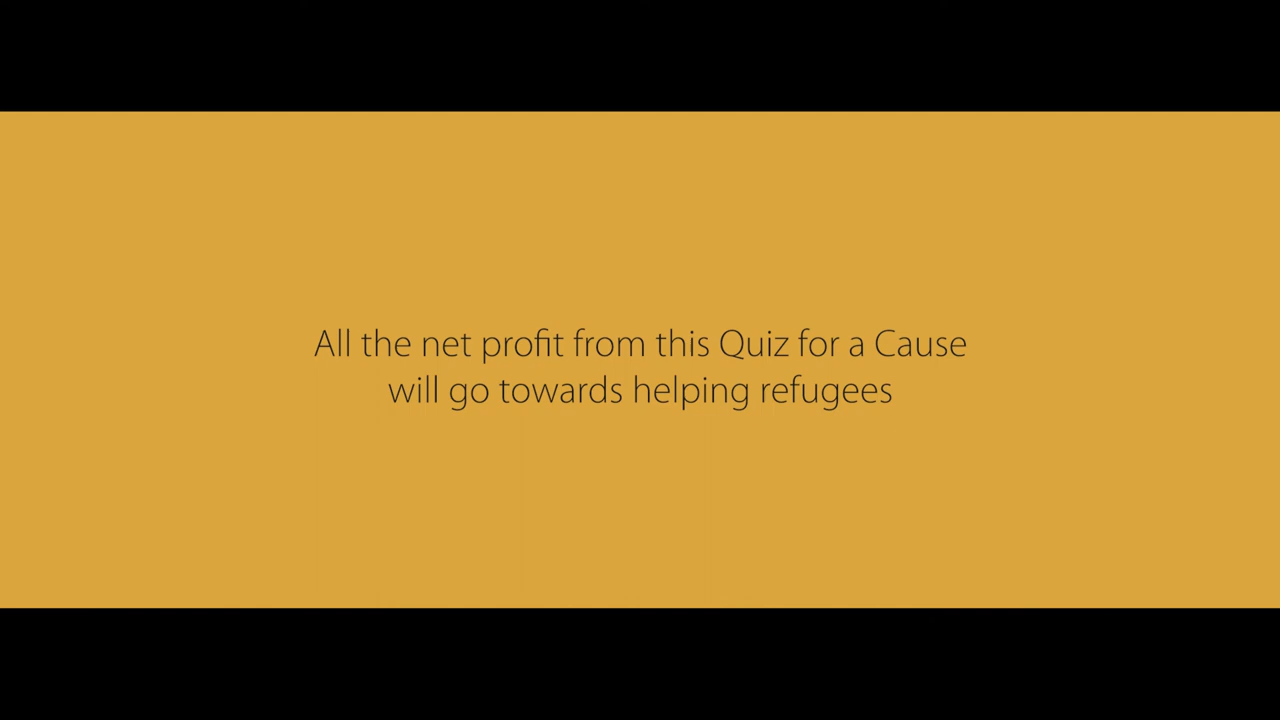 All the net profit from this Quiz for a Cause
will go towards helping refugees